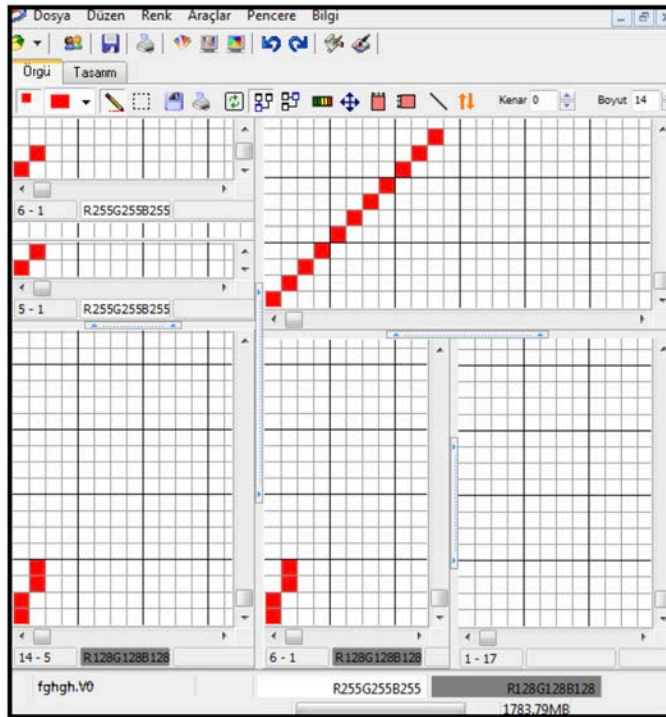 Dosya Düzen Renk Araçlar Pencere Bilgi
Örgü Tasarım
Kenar 0 Boyut 14
6 - 1 R255G255B255
5 - 1 R255G255B255
14 - 5 R128G128B128 6 - 1 R128G128B128 1 - 17
fghgh.V0 R255G255B255 R128G128B128
1783,79MB